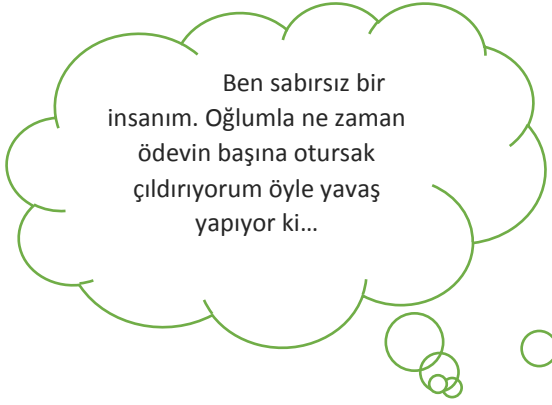 Ben sabırsız bir
insanım. Oğlumla ne zaman
ödevin başına otursak
çıldırıyorum öyle yavaş
yapıyor ki…